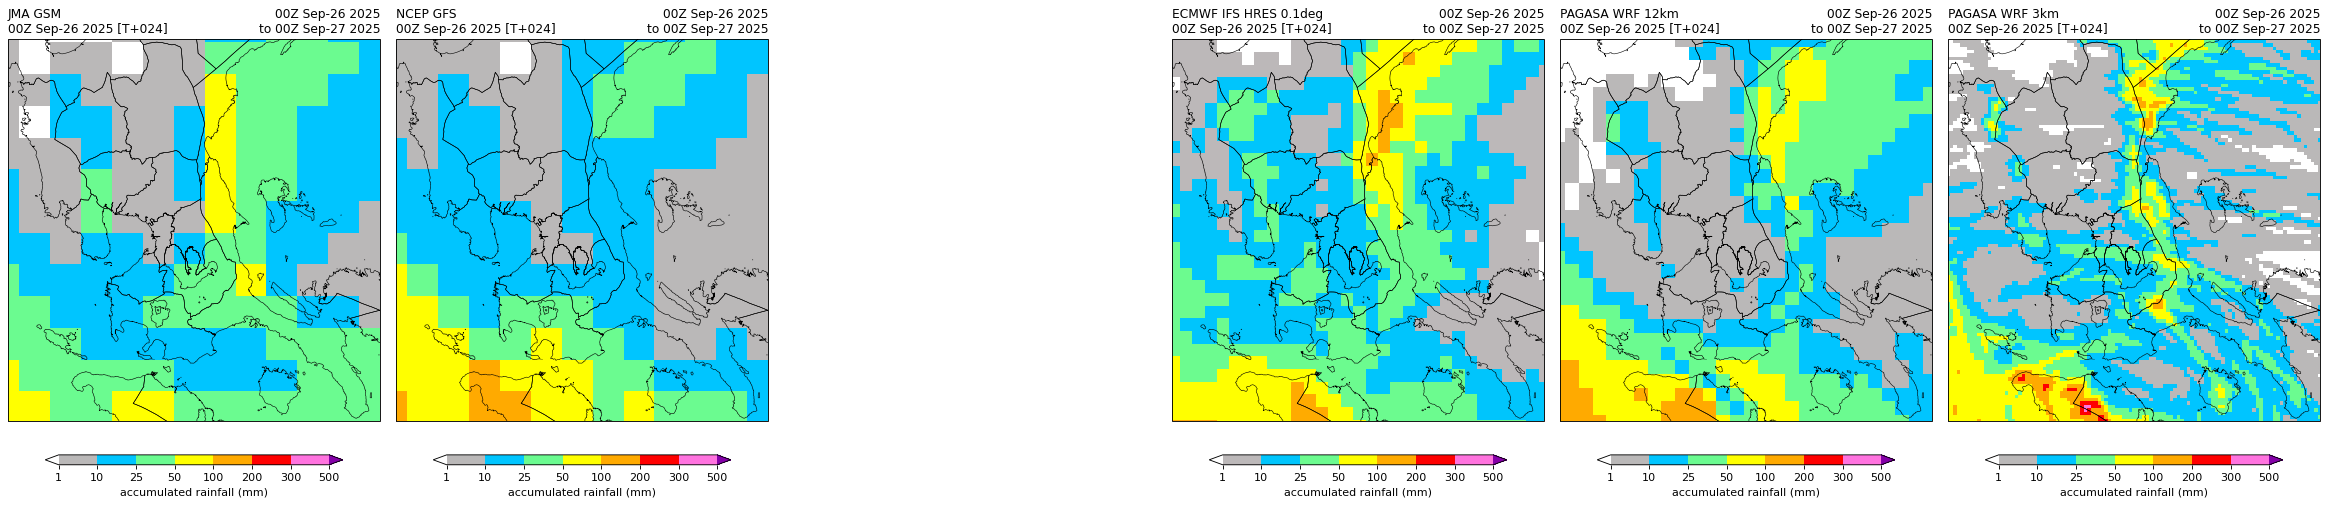 JMA GSM 00Z Sep-26 2025
00Z Sep-26 2025 [T+024] to 00Z Sep-27 2025
NCEP GFS 00Z Sep-26 2025
00Z Sep-26 2025 [T+024] to 00Z Sep-27 2025
ECMWF IFS HRES 0.1deg 00Z Sep-26 2025
00Z Sep-26 2025 [T+024] to 00Z Sep-27 2025
PAGASA WRF 12km 00Z Sep-26 2025
00Z Sep-26 2025 [T+024] to 00Z Sep-27 2025
PAGASA WRF 3km 00Z Sep-26 2025
00Z Sep-26 2025 [T+024] to 00Z Sep-27 2025
1 10 25 50 100 200 300 500
accumulated rainfall (mm)
1 10 25 50 100 200 300 500
accumulated rainfall (mm)
1 10 25 50 100 200 300 500
accumulated rainfall (mm)
1 10 25 50 100 200 300 500
accumulated rainfall (mm)
1 10 25 50 100 200 300 500
accumulated rainfall (mm)